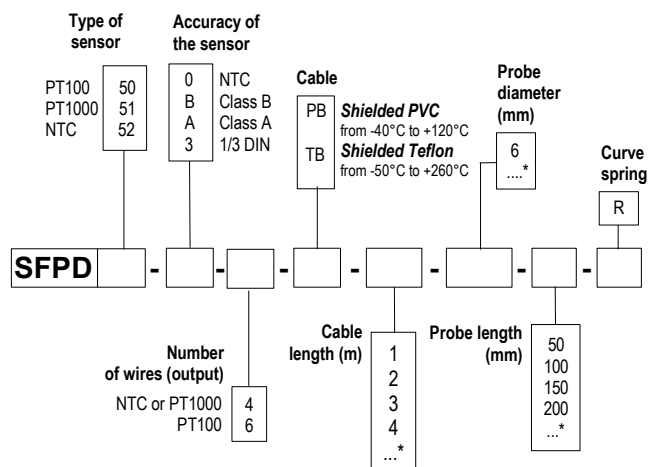 Type of
sensor
PT100 50
PT1000 51
NTC 52
Accuracy of
the sensor
0 NTC
B Class B
A Class A
3 1/3 DIN
Cable
PB Shielded PVC
from -40°C to +120°C
TB Shielded Teflon
from -50°C to +260°C
Probe
diameter
(mm)
6
....*
Curve
spring
R
SFPD - - - - - - -
Number
of wires (output)
NTC or PT1000 4
PT100 6
Cable
length (m)
1
2
3
4
...*
Probe length
(mm)
50
100
150
200
...*